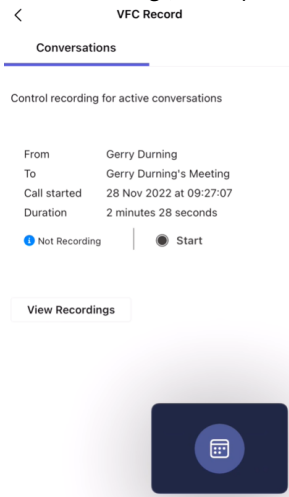 VFC Record
Conversations
Control recording for active conversations
From Gerry Durning
To Gerry Durning's Meeting
Call started 28 Nov 2022 at 09:27:07
Duration 2 minutes 28 seconds
Not Recording Start
View Recordings